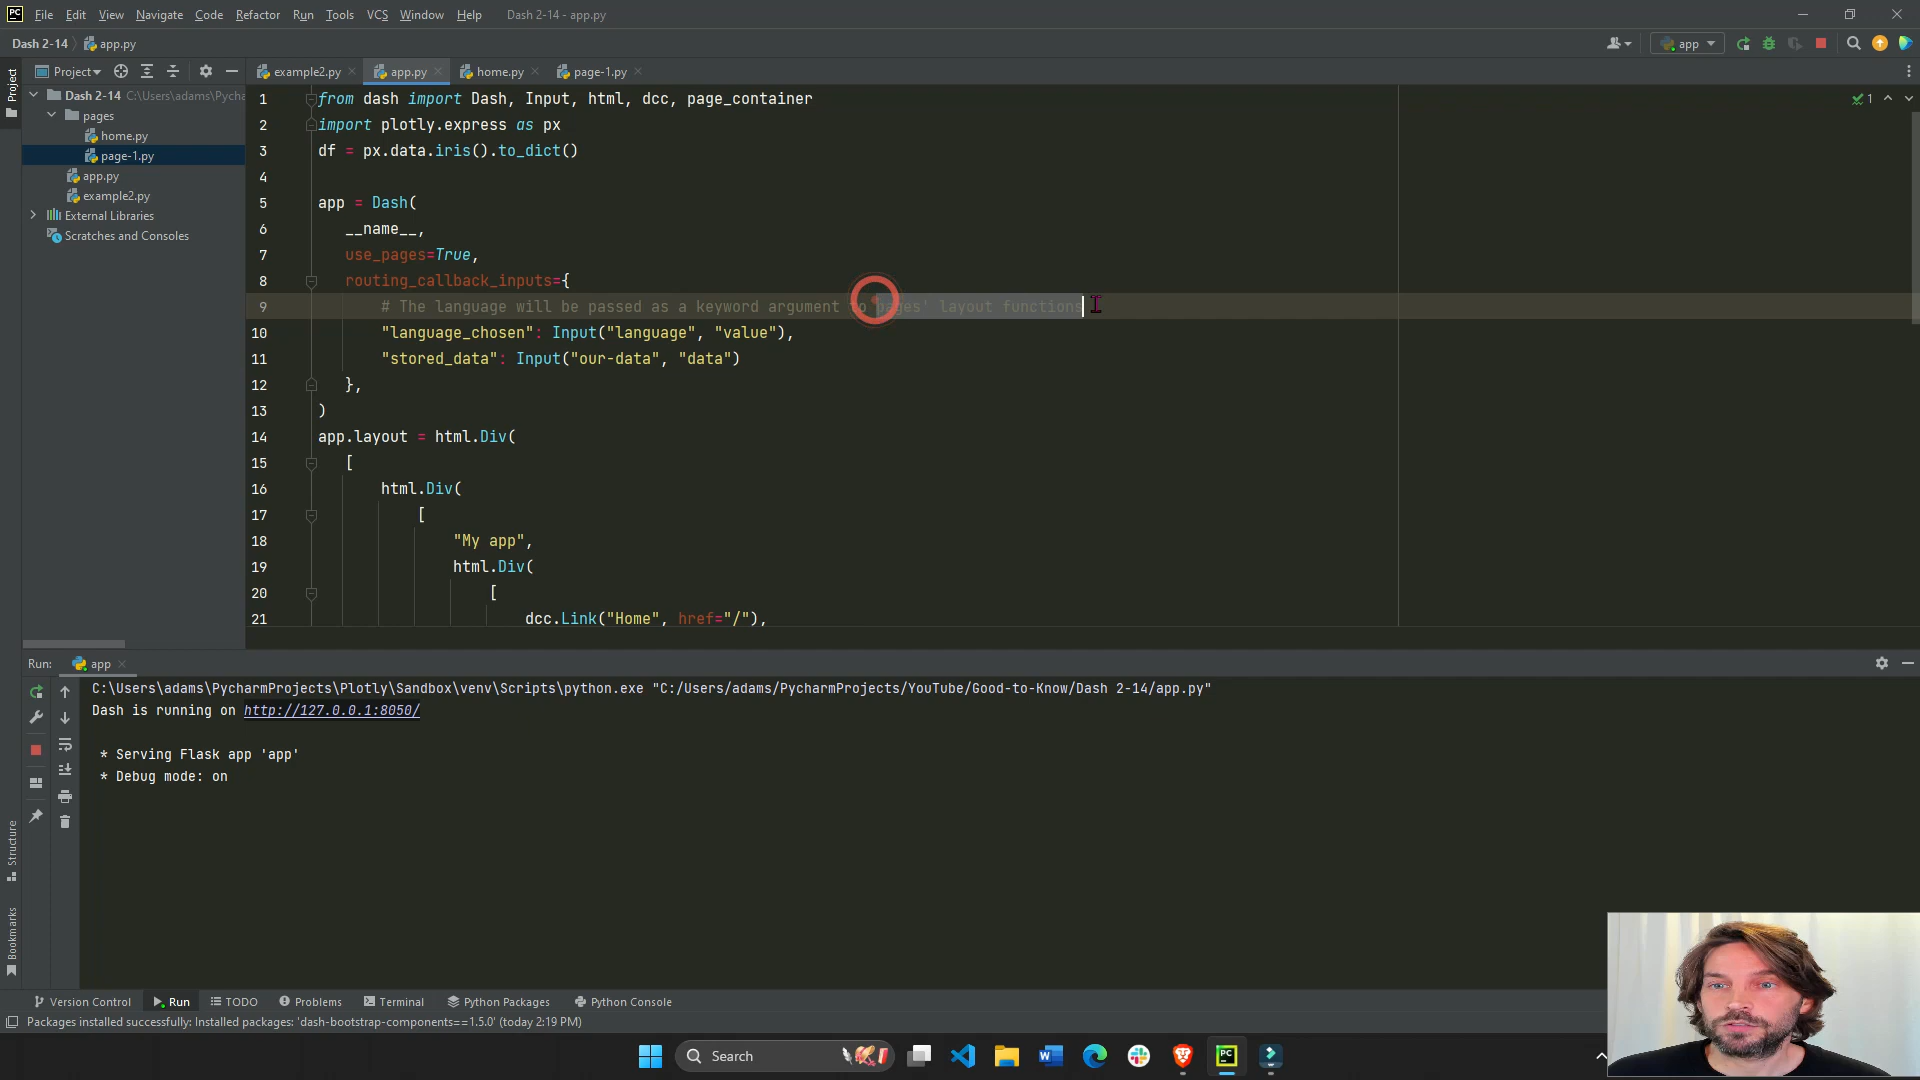 PC File Edit View Navigate Code Refactor Run Tools VCS Window Help Dash 2-14 - app.py
Dash 2-14 app.py app
Project example2.py app.py home.py page-1.py
Project
Dash 2-14 C:\Users\adams\Pycha
pages
home.py
page-1.py
app.py
example2.py
External Libraries
Scratches and Consoles
1 from dash import Dash, Input, html, dcc, page_container
2 import plotly.express as px
3 df = px.data.iris().to_dict()
4
5 app = Dash(
6 __name__,
7 use_pages=True,
8 routing_callback_inputs={
9 # The language will be passed as a keyword argument to pages' layout functions
10 "language_chosen": Input("language", "value"),
11 "stored_data": Input("our-data", "data")
12 },
13 )
14 app.layout = html.Div(
15 [
16 html.Div(
17 [
18 "My app",
19 html.Div(
20 [
21 dcc.Link("Home", href="/"),
1
Run: app
C:\Users\adams\PycharmProjects\Plotly\Sandbox\venv\Scripts\python.exe "C:/Users/adams/PycharmProjects/YouTube/Good-to-Know/Dash 2-14/app.py"
Dash is running on http://127.0.0.1:8050/
* Serving Flask app 'app'
* Debug mode: on
Structure
Bookmarks
Version Control Run TODO Problems Terminal Python Packages Python Console
Packages installed successfully: Installed packages: 'dash-bootstrap-components==1.5.0' (today 2:19 PM)
Search